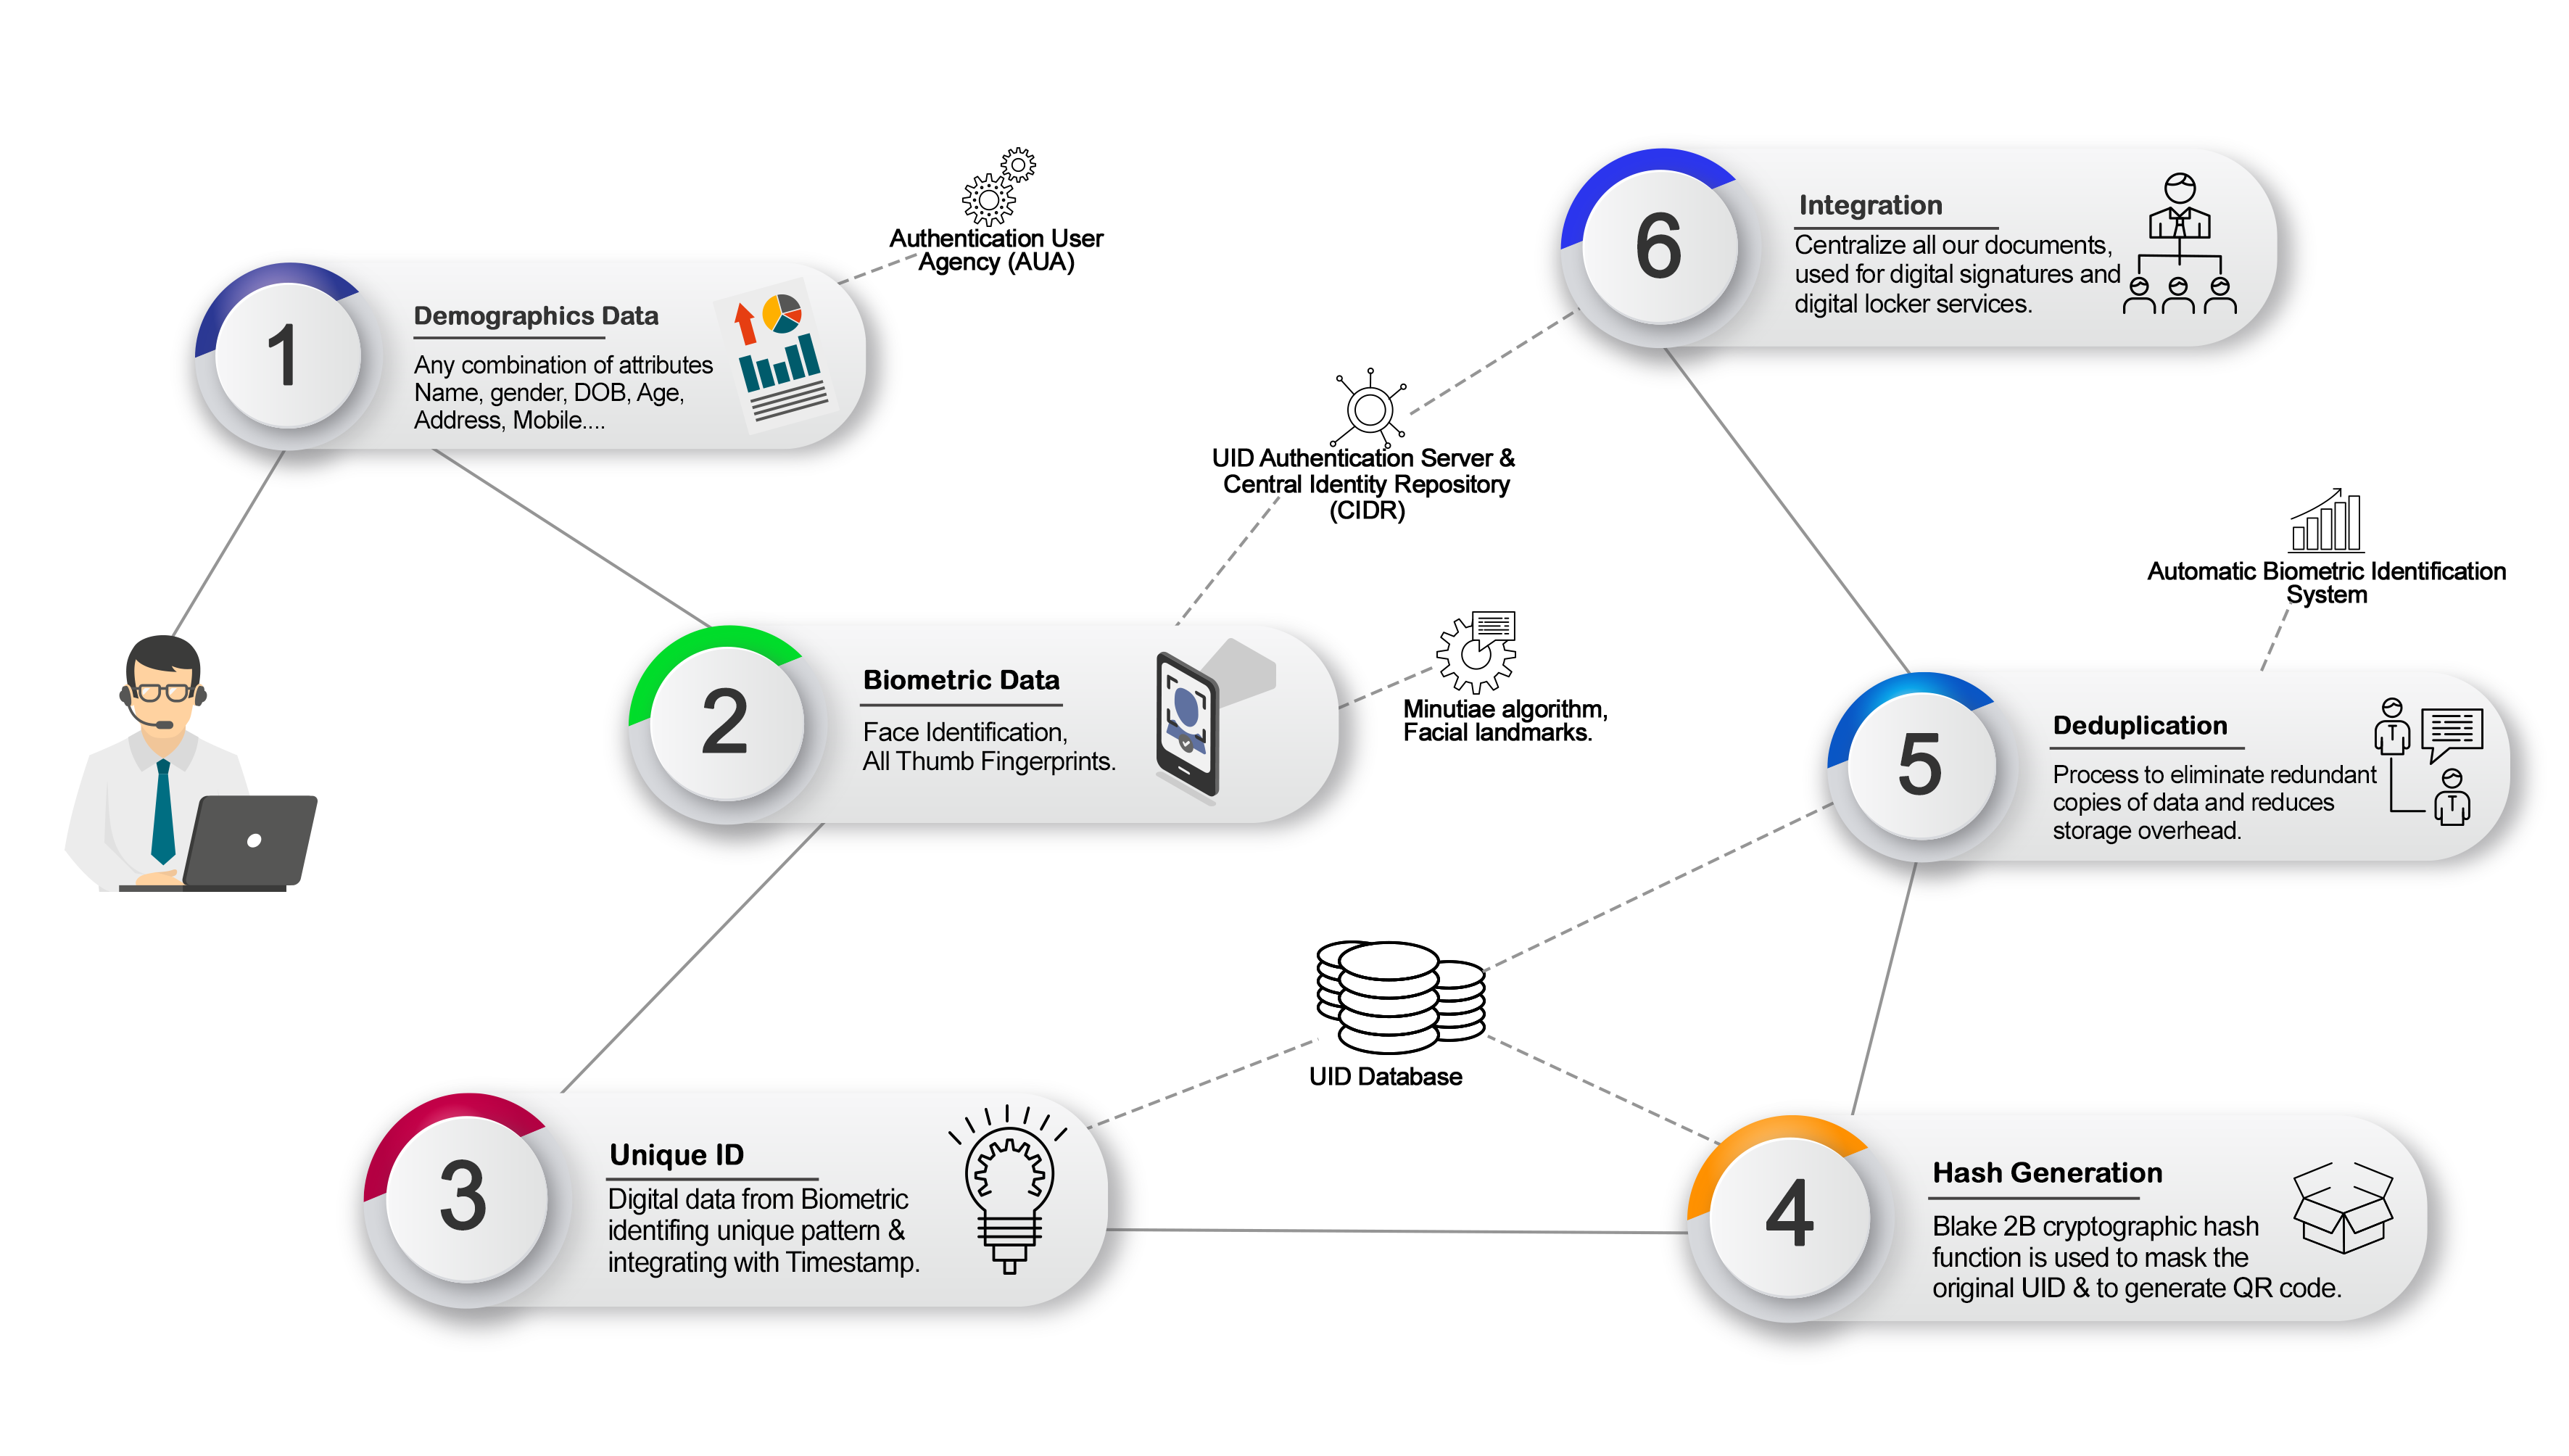 1
Demographics Data
Any combination of attributes
Name, gender, DOB, Age,
Address, Mobile....
Authentication User
Agency (AUA)
2
Biometric Data
Face Identification,
All Thumb Fingerprints.
UID Authentication Server &
Central Identity Repository
(CIDR)
Minutiae algorithm,
Facial landmarks.
3
Unique ID
Digital data from Biometric
identifing unique pattern &
integrating with Timestamp.
UID Database
4
Hash Generation
Blake 2B cryptographic hash
function is used to mask the
original UID & to generate QR code.
5
Deduplication
Process to eliminate redundant
copies of data and reduces
storage overhead.
Automatic Biometric Identification
System
6
Integration
Centralize all our documents,
used for digital signatures and
digital locker services.